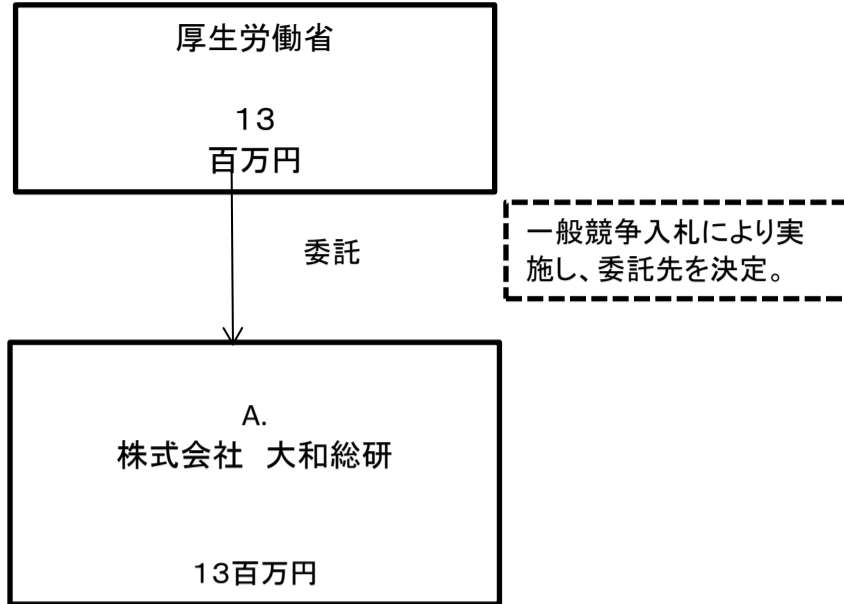 厚生労働省
１３
百万円
委託
一般競争入札により実
施し、委託先を決定。
A.
株式会社　大和総研
１３百万円